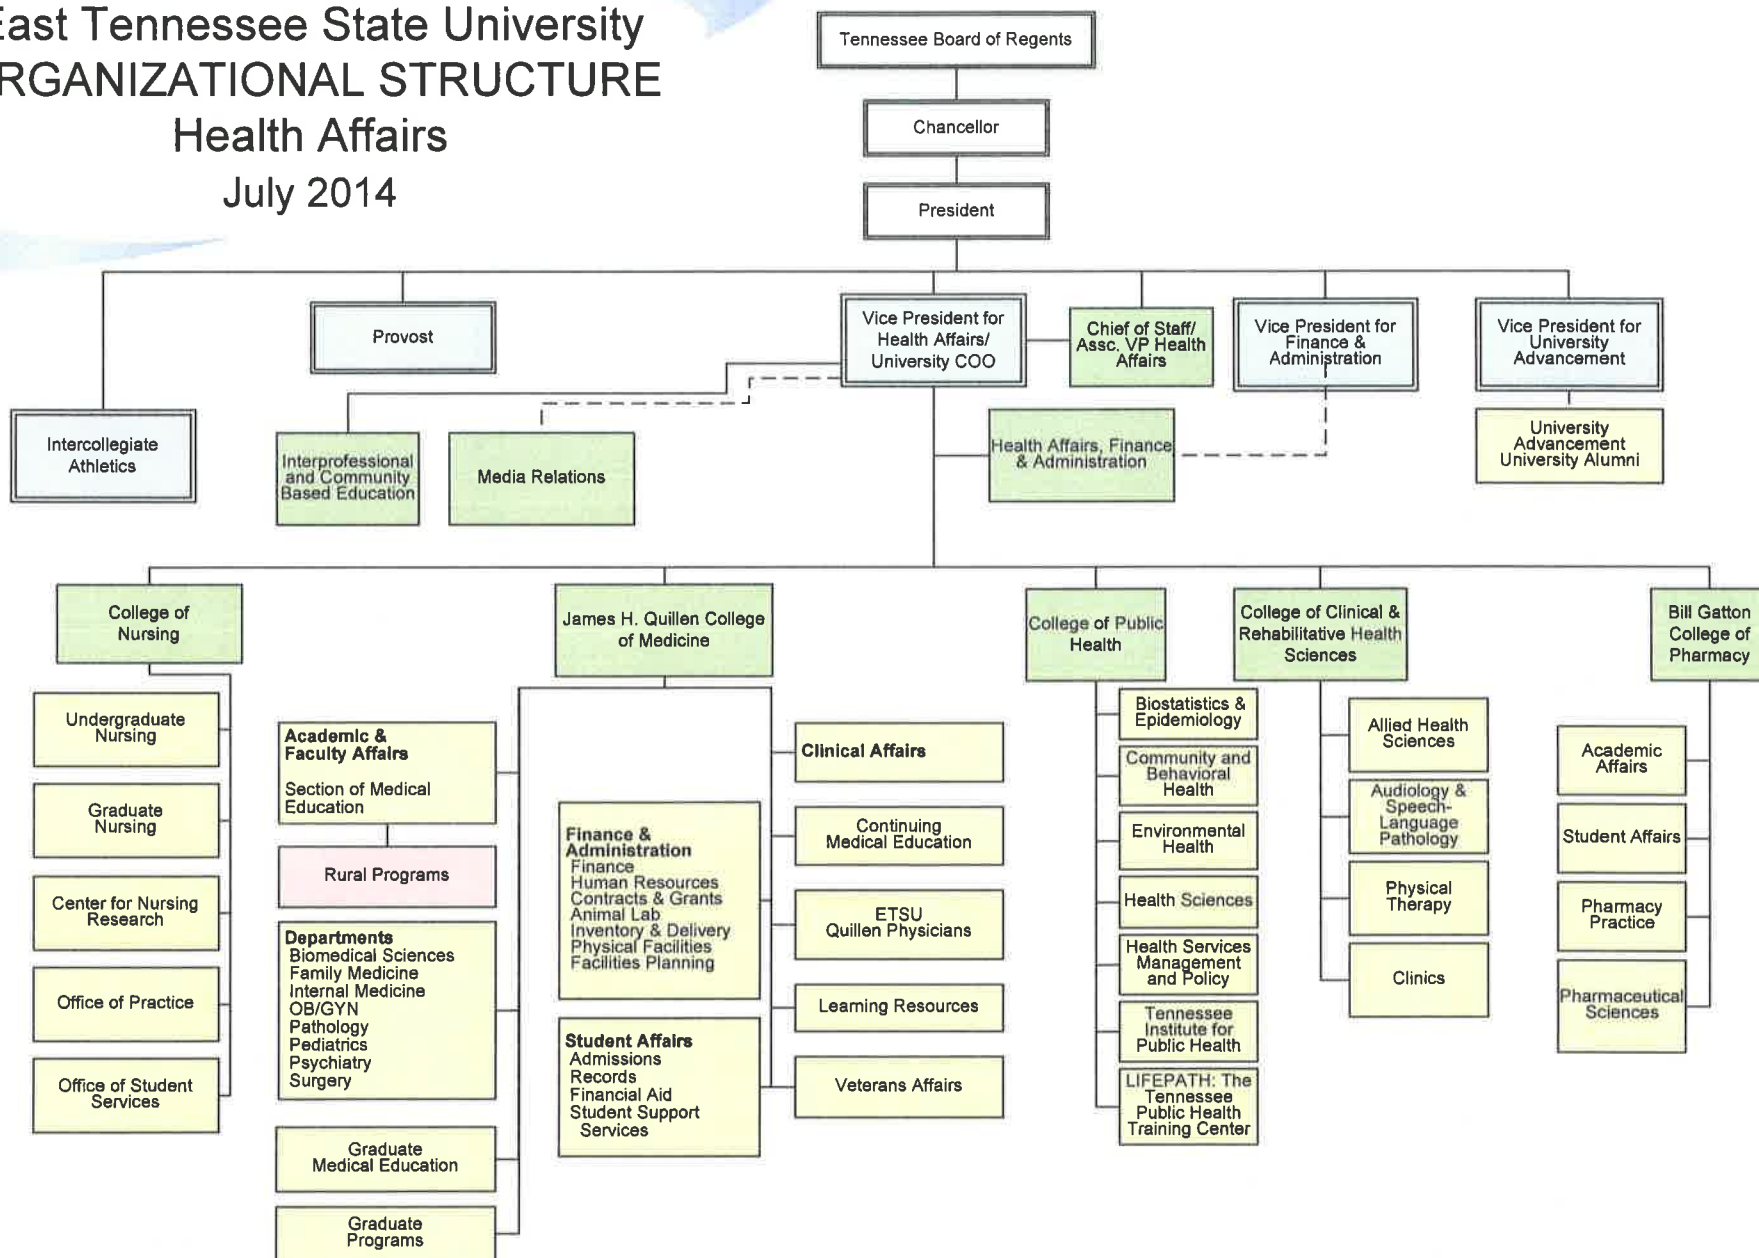 East Tennessee State University
ORGANIZATIONAL STRUCTURE
Health Affairs
July 2014
Tennessee Board of Regents
Chancellor
President
Intercollegiate
Athletics
Provost
Vice President for
Health Affairs/
University COO
Chief of Staff/
Assc. VP Health
Affairs
Vice President for
Finance &
Administration
Vice President for
University
Advancement
Interprofessional
and Community
Based Education
Media Relations
Health Affairs, Finance
& Administration
University
Advancement
University Alumni
College of
Nursing
Undergraduate
Nursing
Graduate
Nursing
Center for Nursing
Research
Office of Practice
Office of Student
Services
James H. Quillen College
of Medicine
Academic &
Faculty Affairs
Section of Medical
Education
Rural Programs
Departments
Biomedical Sciences
Family Medicine
Internal Medicine
OB/GYN
Pathology
Pediatrics
Psychiatry
Surgery
Graduate
Medical Education
Graduate
Programs
Finance &
Administration
Finance
Human Resources
Contracts & Grants
Animal Lab
Inventory & Delivery
Physical Facilities
Facilities Planning
Student Affairs
Admissions
Records
Financial Aid
Student Support
Services
Clinical Affairs
Continuing
Medical Education
ETSU
Quillen Physicians
Learning Resources
Veterans Affairs
College of Public
Health
Biostatistics &
Epidemiology
Community and
Behavioral
Health
Environmental
Health
Health Sciences
Health Services
Management
and Policy
Tennessee
Institute for
Public Health
LIFEPATH: The
Tennessee
Public Health
Training Center
College of Clinical &
Rehabilitative Health
Sciences
Allied Health
Sciences
Audiology &
Speech-
Language
Pathology
Physical
Therapy
Clinics
Bill Gatton
College of
Pharmacy
Academic
Affairs
Student Affairs
Pharmacy
Practice
Pharmaceutical
Sciences